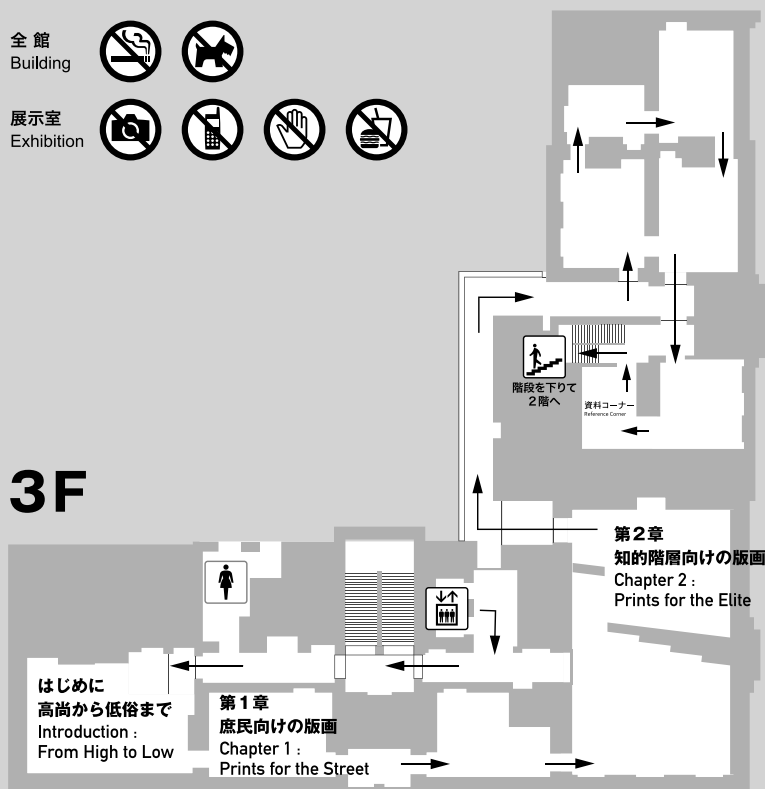 全 館
Building
展示室
Exhibition
階段を下りて
2階へ
資料コーナー
Reference Corner
3F
第2章
知的階層向けの版画
Chapter 2 :
Prints for the Elite
はじめに
高尚から低俗まで
Introduction :
From High to Low
第1章
庶民向けの版画
Chapter 1 :
Prints for the Street